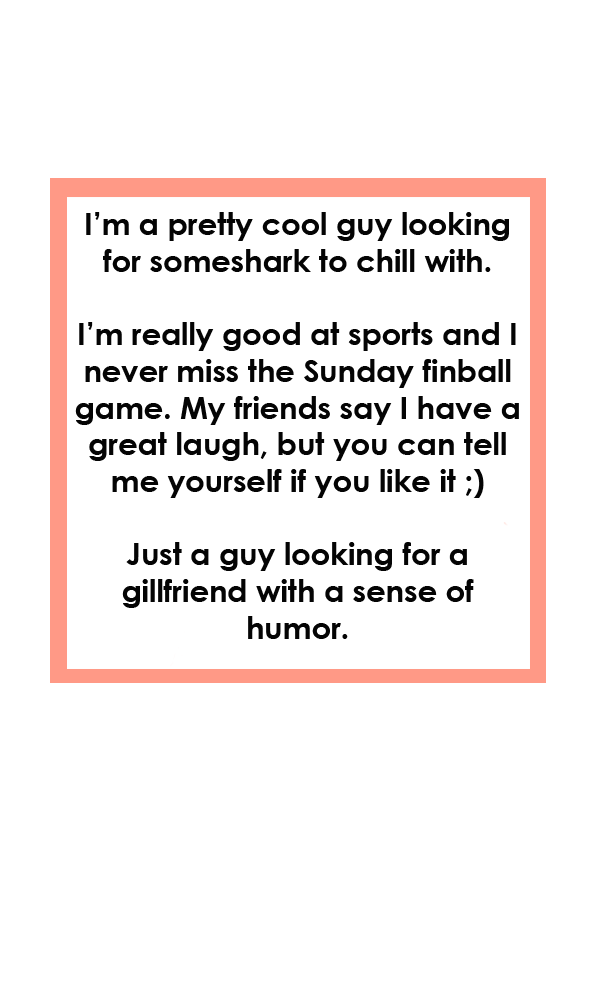 I’m a pretty cool guy looking
for someshark to chill with.
I’m really good at sports and I
never miss the Sunday finball
game. My friends say I have a
great laugh, but you can tell
me yourself if you like it ;)
Just a guy looking for a
gillfriend with a sense of
humor.